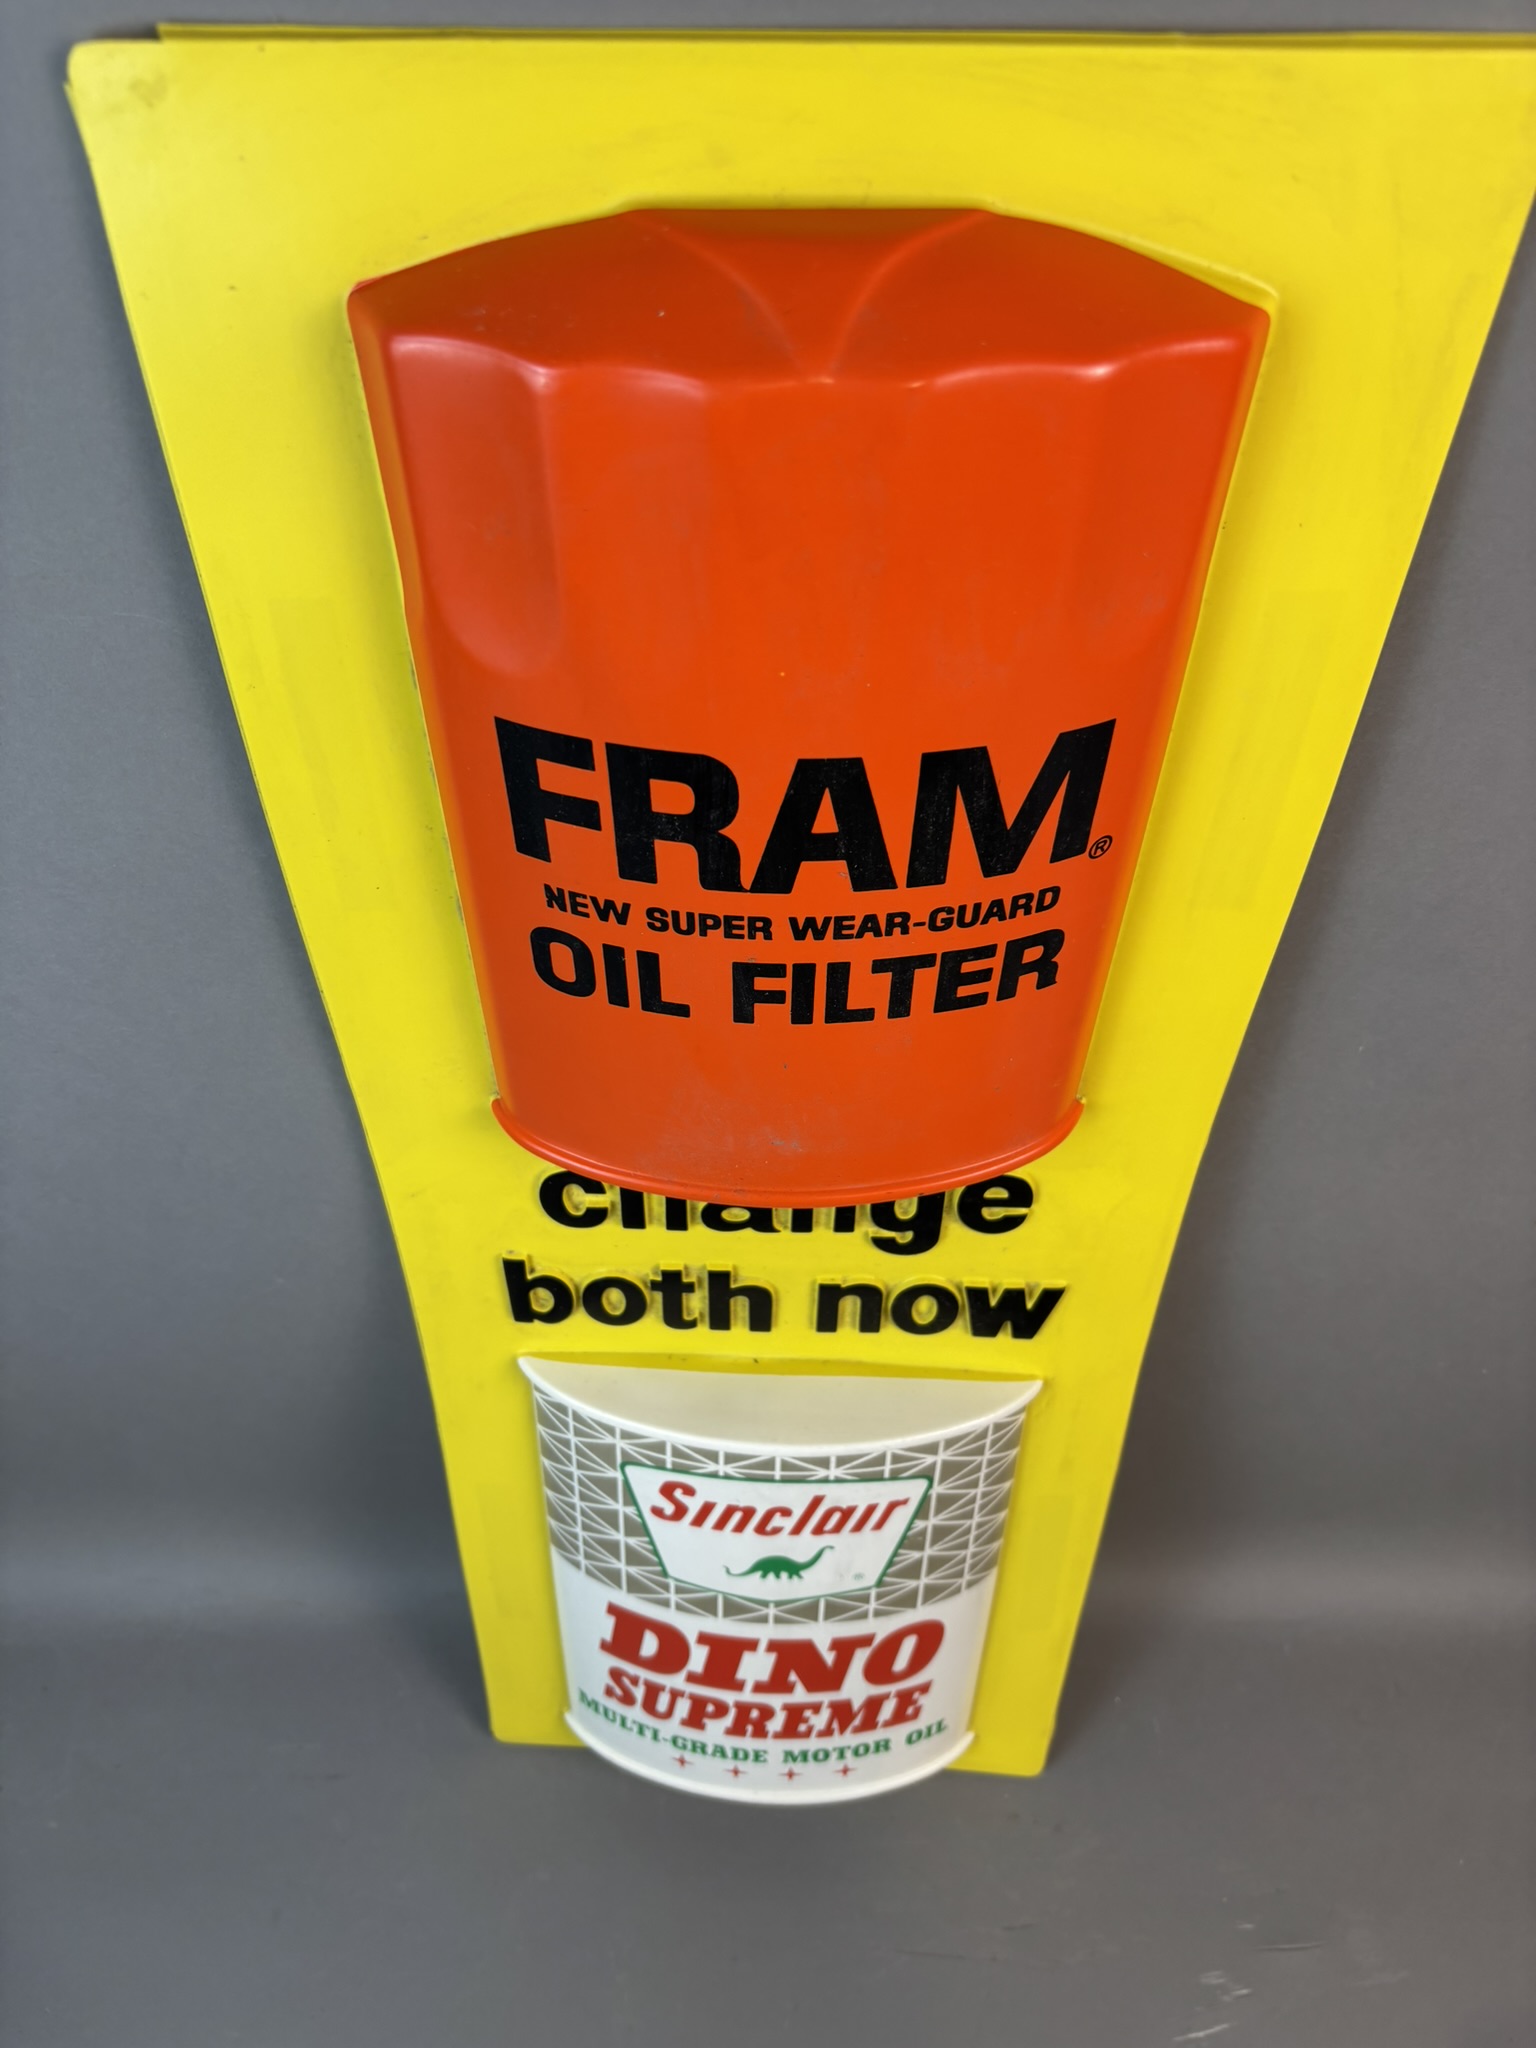 FRAM®
NEW SUPER WEAR-GUARD
OIL FILTER
change
both now
Sinclair
®
DINO
SUPREME
MULTI-GRADE MOTOR OIL